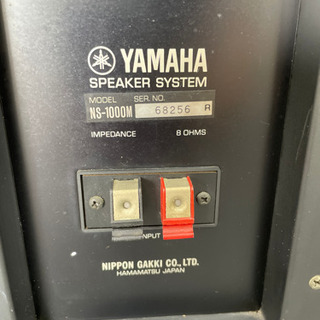 YAMAHA
SPEAKER SYSTEM
MODEL SER. NO.
NS-1000M 68256 A
IMPEDANCE 8 OHMS
INPUT
NIPPON GAKKI CO., LTD.
HAMAMATSU JAPAN